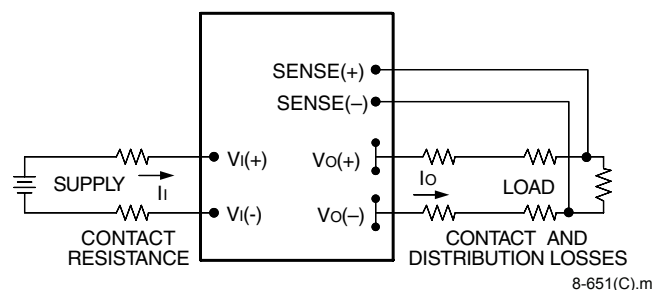 SENSE(+)
SENSE(–)
VI(+)
VO(+)
IO
SUPPLY
II
LOAD
VI(-)
VO(–)
CONTACT
RESISTANCE
CONTACT AND
DISTRIBUTION LOSSES
8-651(C).m